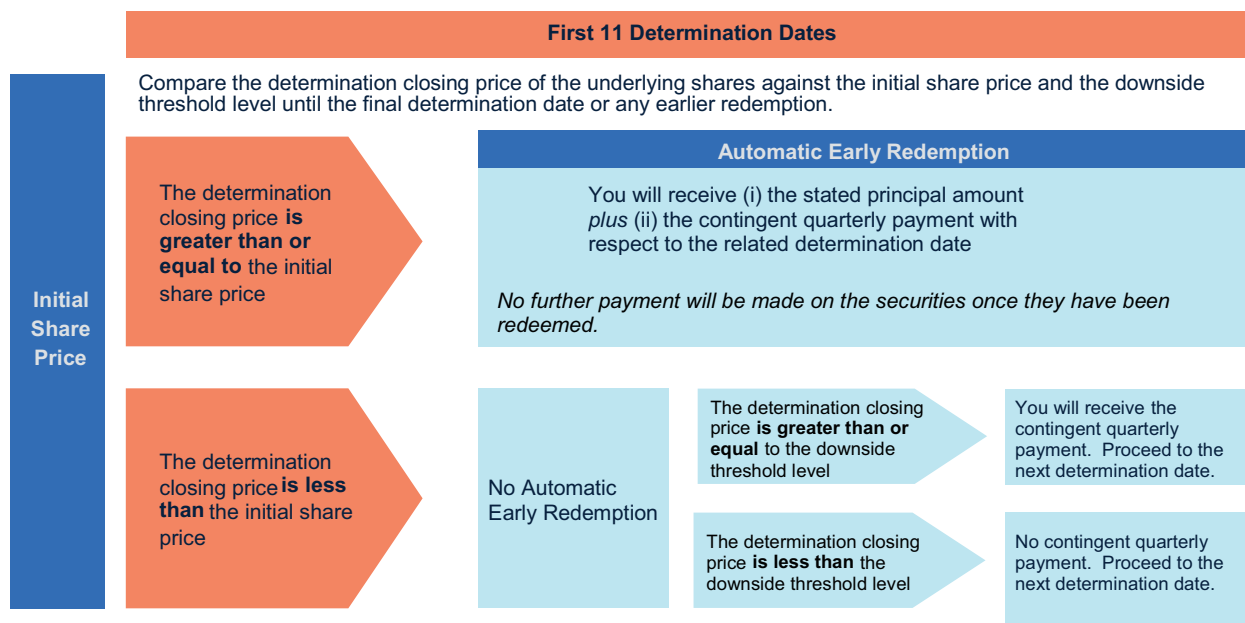 First 11 Determination Dates
Compare the determination closing price of the underlying shares against the initial share price and the downside
threshold level until the final determination date or any earlier redemption.
Initial
Share
Price
The determination
closing price is
greater than or
equal to the initial
share price
Automatic Early Redemption
You will receive (i) the stated principal amount
plus (ii) the contingent quarterly payment with
respect to the related determination date
No further payment will be made on the securities once they have been
redeemed.
The determination
closing price is less
than the initial share
price
No Automatic
Early Redemption
The determination closing
price is greater than or
equal to the downside
threshold level
You will receive the
contingent quarterly
payment.  Proceed to the
next determination date.
The determination closing
price is less than the
downside threshold level
No contingent quarterly
payment.  Proceed to the
next determination date.